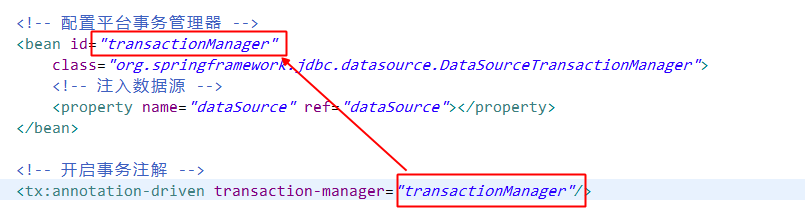 <!-- 配置平台事务管理器 -->
<bean id="transactionManager"
class="org.springframework.jdbc.datasource.DataSourceTransactionManager">
<!-- 注入数据源 -->
<property name="dataSource" ref="dataSource"></property>
</bean>
<!-- 开启事务注解 -->
<tx:annotation-driven transaction-manager="transactionManager"/>